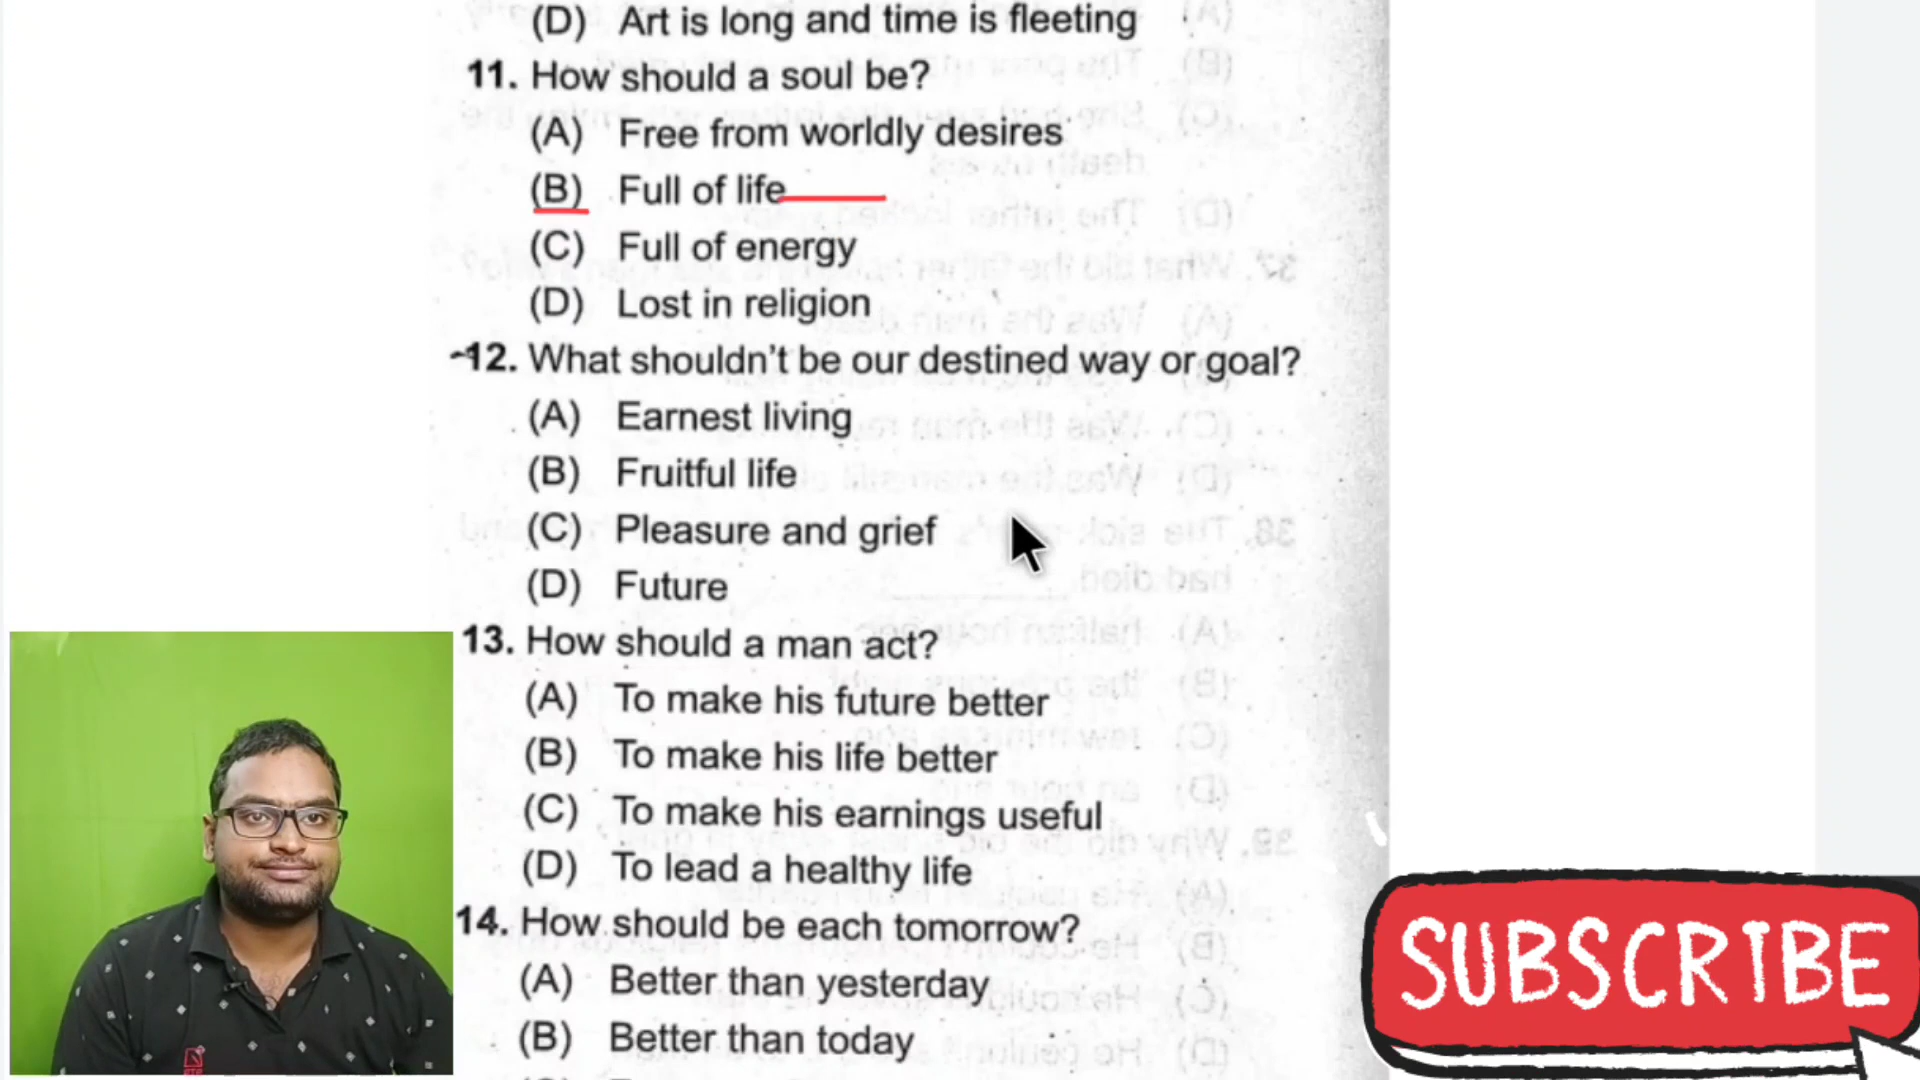 (D) Art is long and time is fleeting
11. How should a soul be?
(A) Free from worldly desires
(B) Full of life
(C) Full of energy
(D) Lost in religion
12. What shouldn't be our destined way or goal?
(A) Earnest living
(B) Fruitful life
(C) Pleasure and grief
(D) Future
13. How should a man act?
(A) To make his future better
(B) To make his life better
(C) To make his earnings useful
(D) To lead a healthy life
14. How should be each tomorrow?
(A) Better than yesterday
(B) Better than today
SUBSCRIBE